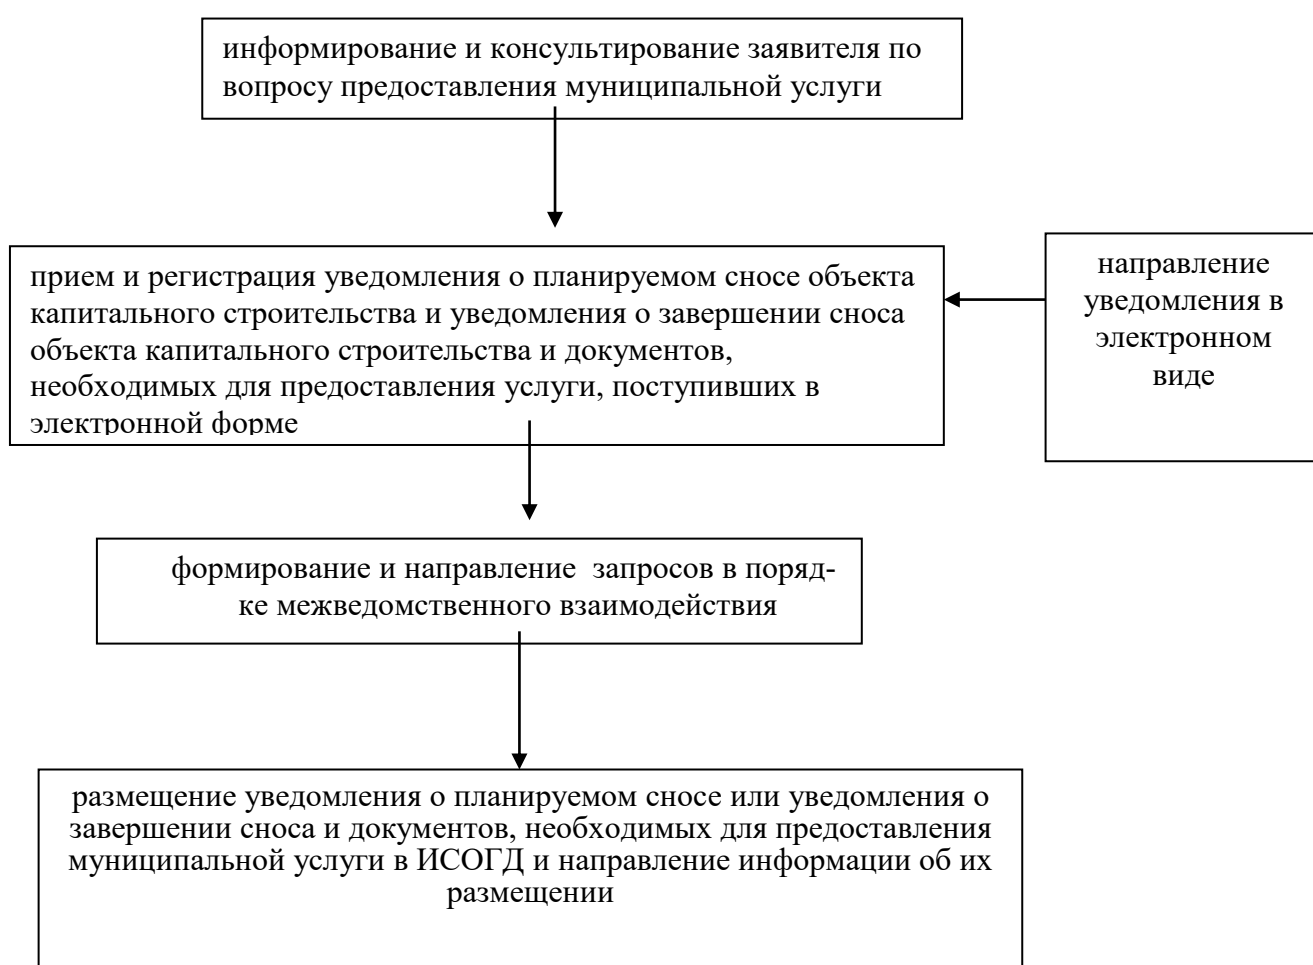 информирование и консультирование заявителя по
вопросу предоставления муниципальной услуги
прием и регистрация уведомления о планируемом сносе объекта
капитального строительства и уведомления о завершении сноса
объекта капитального строительства и документов,
необходимых для предоставления услуги, поступивших в
электронной форме
направление
уведомления в
электронном
виде
формирование и направление  запросов в поряд-
ке межведомственного взаимодействия
размещение уведомления о планируемом сносе или уведомления о
завершении сноса и документов, необходимых для предоставления
муниципальной услуги в ИСОГД и направление информации об их
размещении